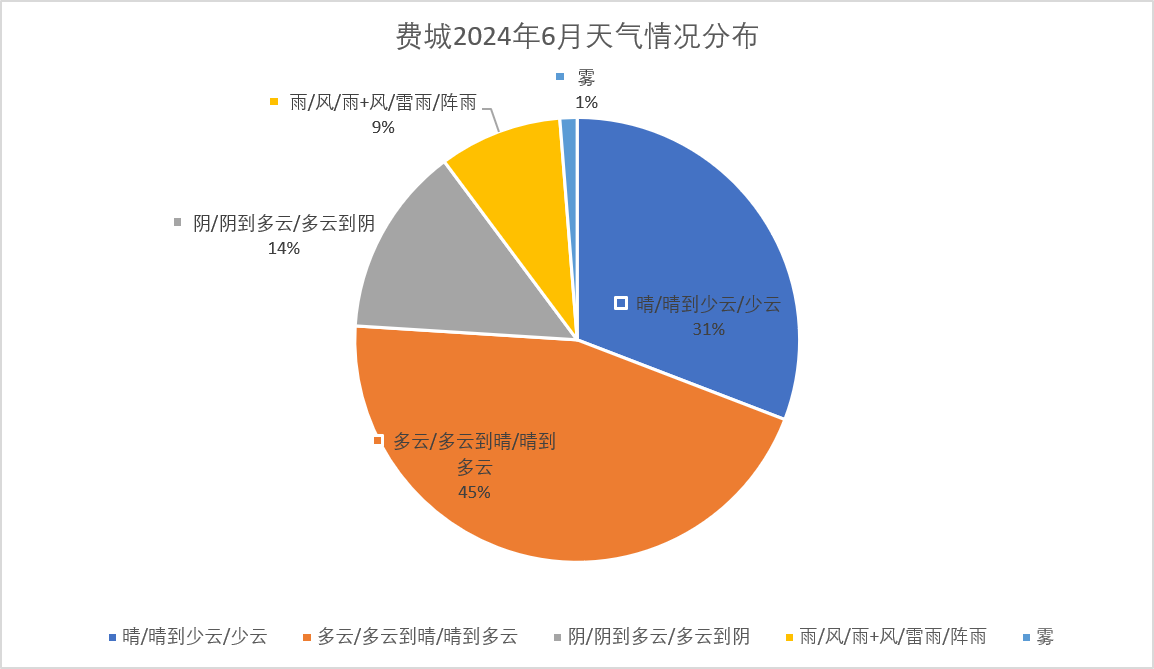 费城2024年6月天气情况分布
雾
1%
雨/风/雨+风/雷雨/阵雨
9%
阴/阴到多云/多云到阴
14%
晴/晴到少云/少云
31%
多云/多云到晴/晴到
多云
45%
晴/晴到少云/少云
多云/多云到晴/晴到多云
阴/阴到多云/多云到阴
雨/风/雨+风/雷雨/阵雨
雾